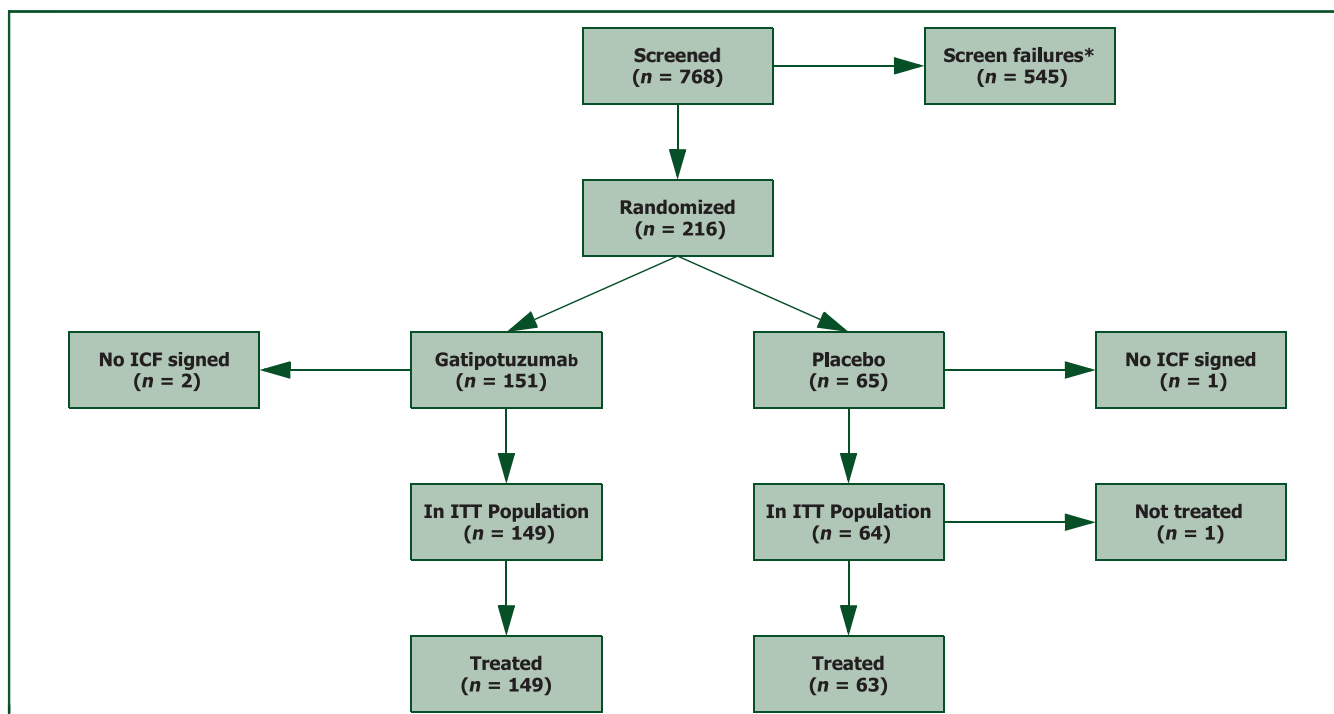 Screened
(n = 768)
Screen failures*
(n = 545)
Randomized
(n = 216)
No ICF signed
(n = 2)
Gatipotuzumab
(n = 151)
Placebo
(n = 65)
No ICF signed
(n = 1)
In ITT Population
(n = 149)
In ITT Population
(n = 64)
Not treated
(n = 1)
Treated
(n = 149)
Treated
(n = 63)